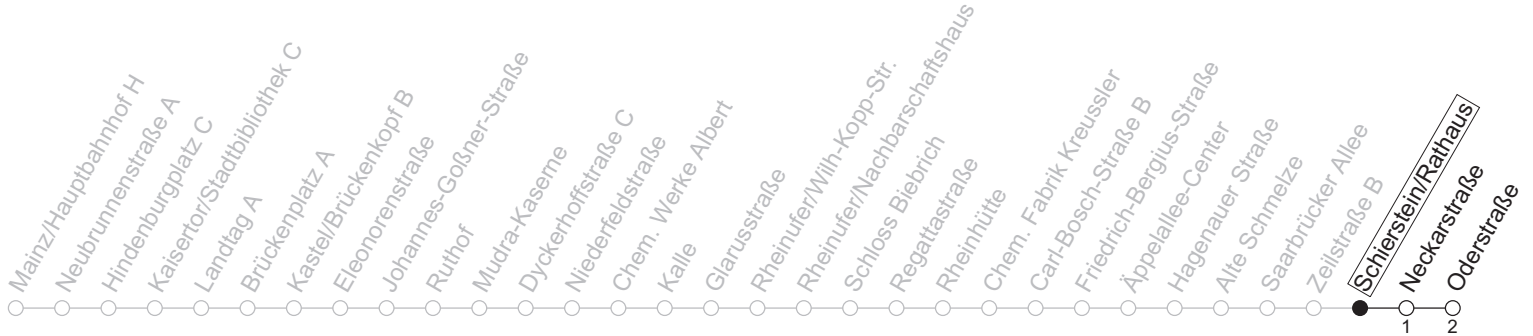 Mainz/Hauptbahnhof H
Neubrunnenstraße A
Hindenburgplatz C
Kaisertor/Stadtbibliothek C
Landtag A
Brückenplatz A
Kastel/Brückenkopf B
Eleonorenstraße
Johannes-Goßner-Straße
Ruthof
Mudra-Kaserne
Dyckerhoffstraße C
Niederfeldstraße
Chem. Werke Albert
Kalle
Glarusstraße
Rheinufer/Wilh-Kopp-Str.
Rheinufer/Nachbarschaftshaus
Schloss Biebrich
Regattastraße
Rheinhütte
Chem. Fabrik Kreussler
Carl-Bosch-Straße B
Friedrich-Bergius-Straße
Äppelallee-Center
Hagenauer Straße
Alte Schmelze
Saarbrücker Allee
Zeilstraße B
Schierstein/Rathaus
Neckarstraße
Oderstraße
1
2